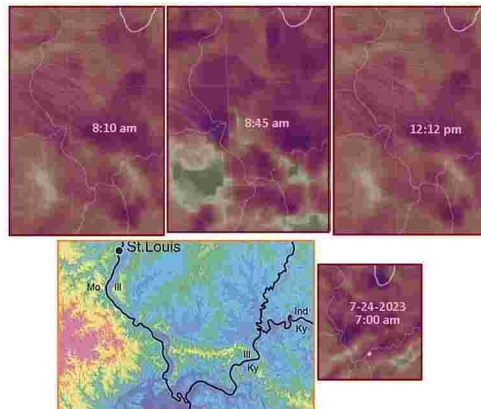 8:10 am
8:45 am
12:12 pm
St.Louis
Mo
Ill
Ind
Ky
Ill
Ky
7-24-2023
7:00 am